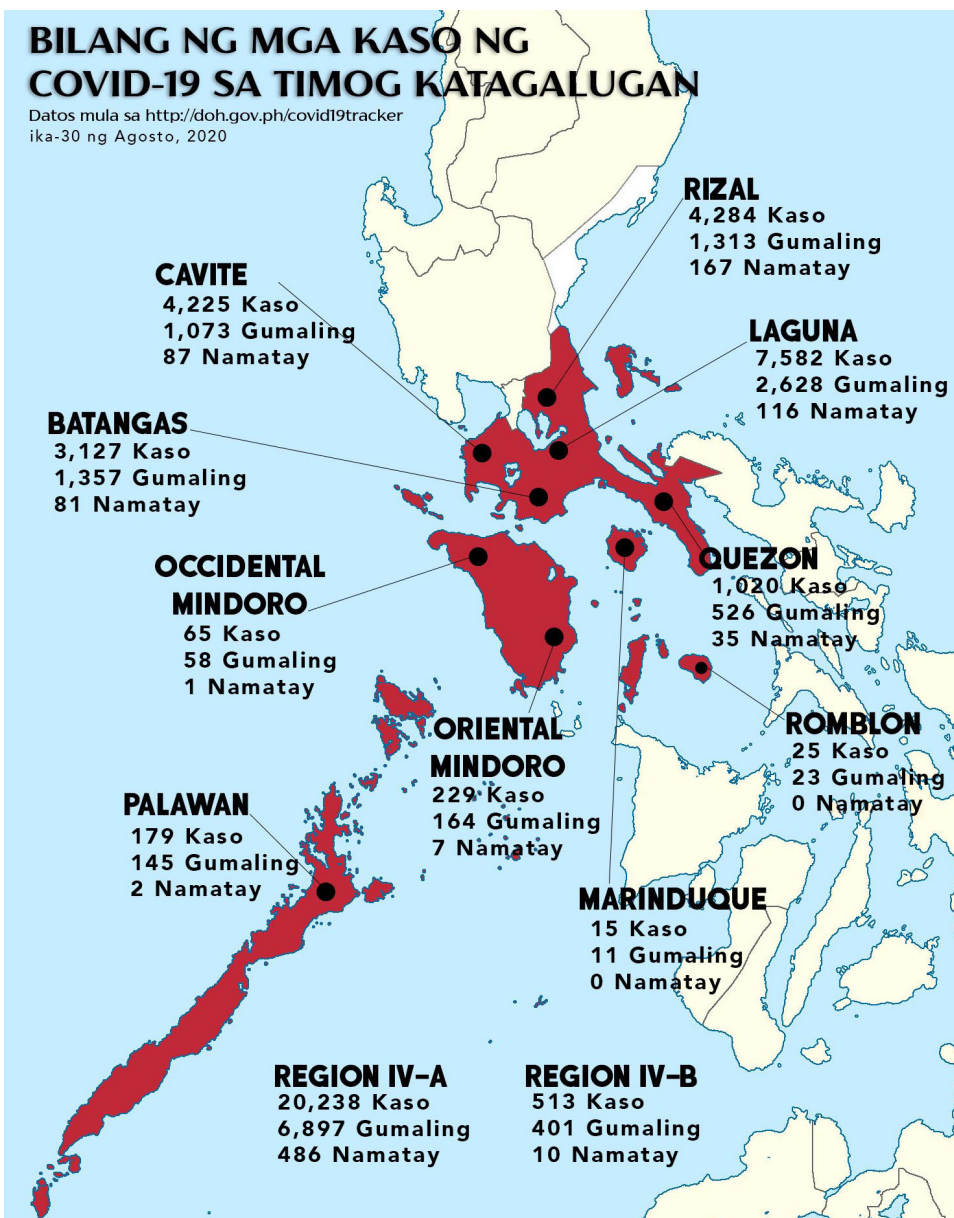 BILANG NG MGA KASO NG
COVID-19 SA TIMOG KATAGALUGAN
Datos mula sa http://doh.gov.ph/covid19tracker
ika-30 ng Agosto, 2020
RIZAL
4,284 Kaso
1,313 Gumaling
167 Namatay
CAVITE
4,225 Kaso
1,073 Gumaling
87 Namatay
LAGUNA
7,582 Kaso
2,628 Gumaling
116 Namatay
BATANGAS
3,127 Kaso
1,357 Gumaling
81 Namatay
QUEZON
1,020 Kaso
526 Gumaling
35 Namatay
OCCIDENTAL
MINDORO
65 Kaso
58 Gumaling
1 Namatay
ORIENTAL
MINDORO
229 Kaso
164 Gumaling
7 Namatay
ROMBLON
25 Kaso
23 Gumaling
0 Namatay
PALAWAN
179 Kaso
145 Gumaling
2 Namatay
MARINDUQUE
15 Kaso
11 Gumaling
0 Namatay
REGION IV-A
20,238 Kaso
6,897 Gumaling
486 Namatay
REGION IV-B
513 Kaso
401 Gumaling
10 Namatay